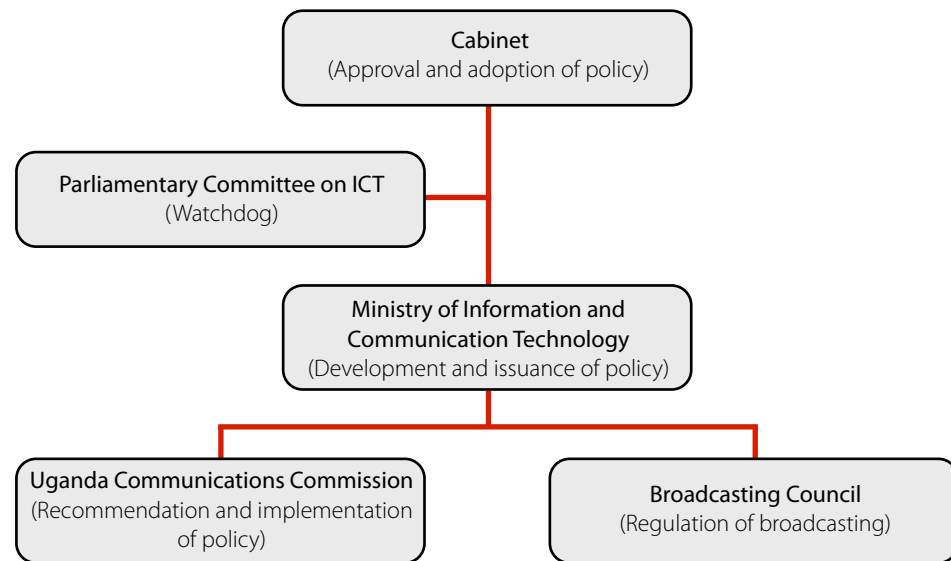 Cabinet
(Approval and adoption of policy)
Parliamentary Committee on ICT
(Watchdog)
Ministry of Information and
Communication Technology
(Development and issuance of policy)
Uganda Communications Commission
(Recommendation and implementation
of policy)
Broadcasting Council
(Regulation of broadcasting)